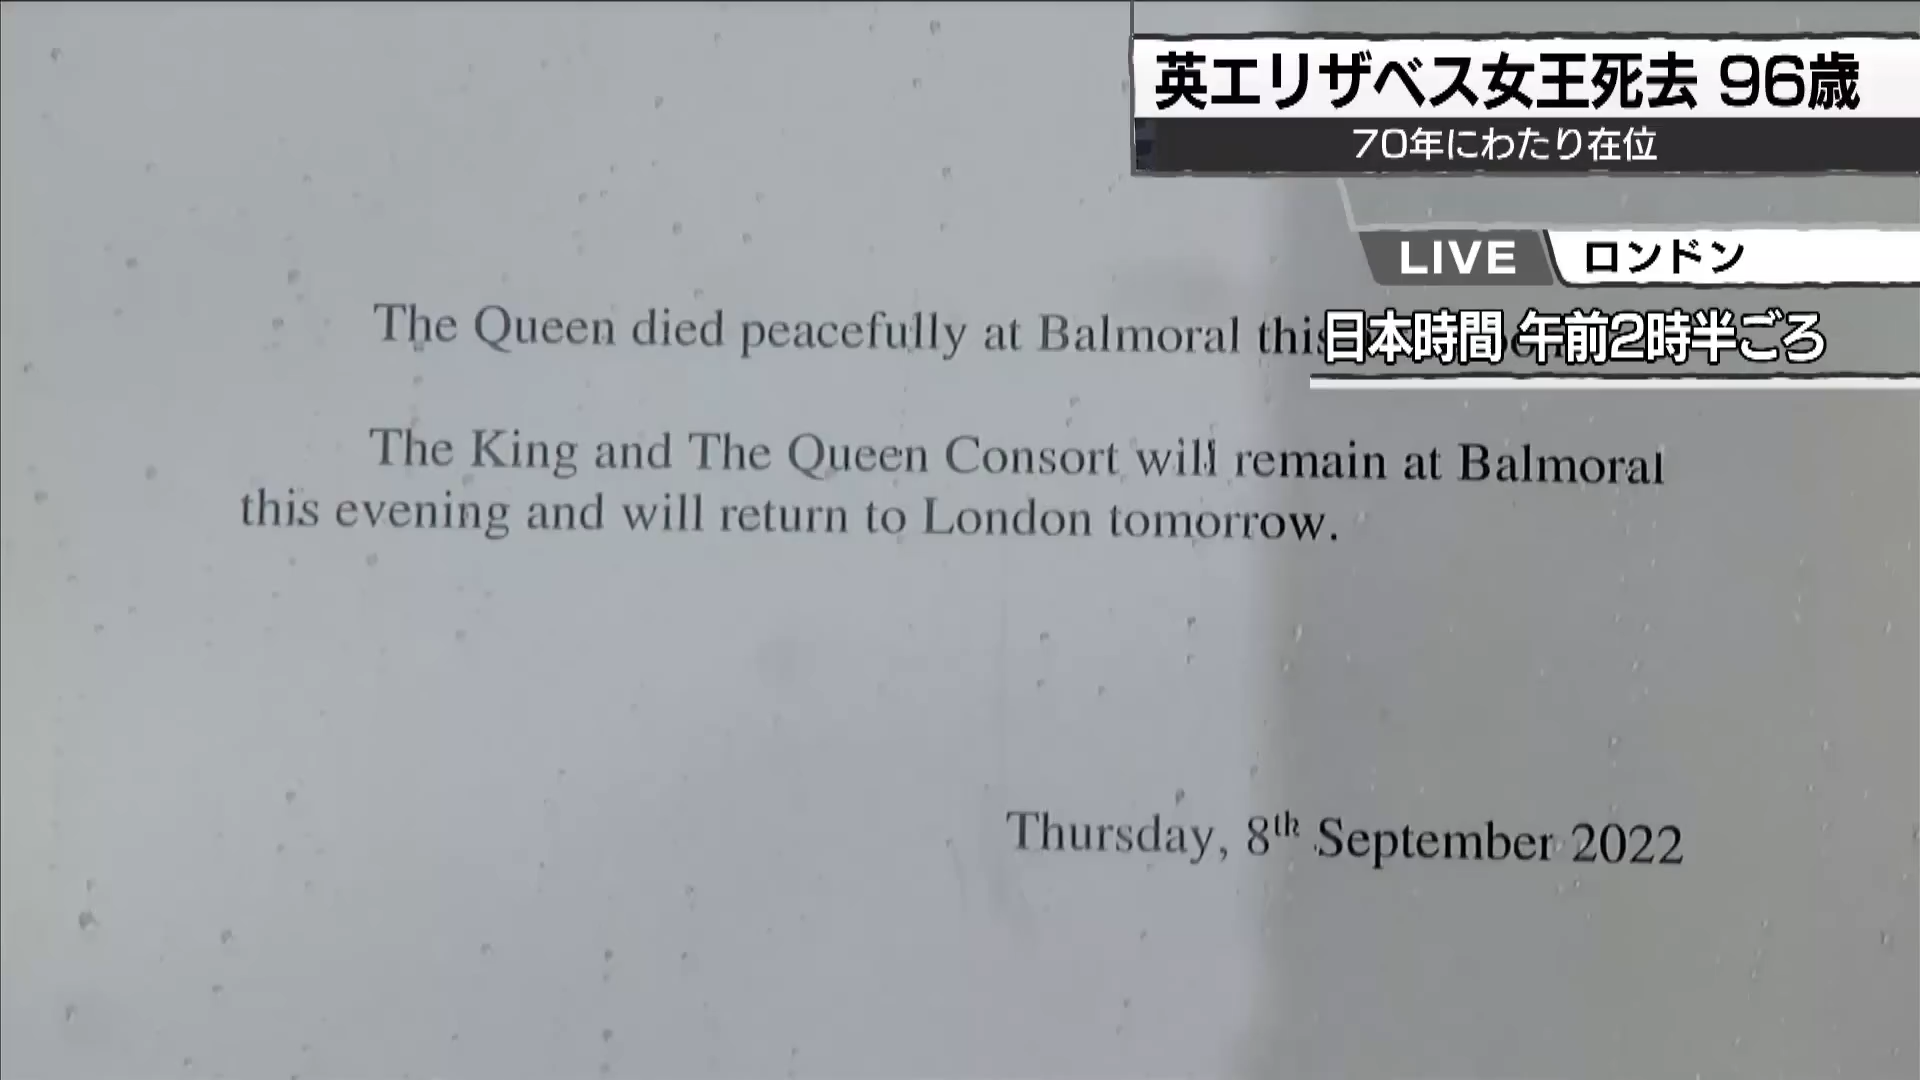 英エリザベス女王死去 96歳
70年にわたり在位
LIVE ロンドン
日本時間 午前2時半ごろ
The Queen died peacefully at Balmoral this
The King and The Queen Consort will remain at Balmoral
this evening and will return to London tomorrow.
Thursday, 8th September 2022